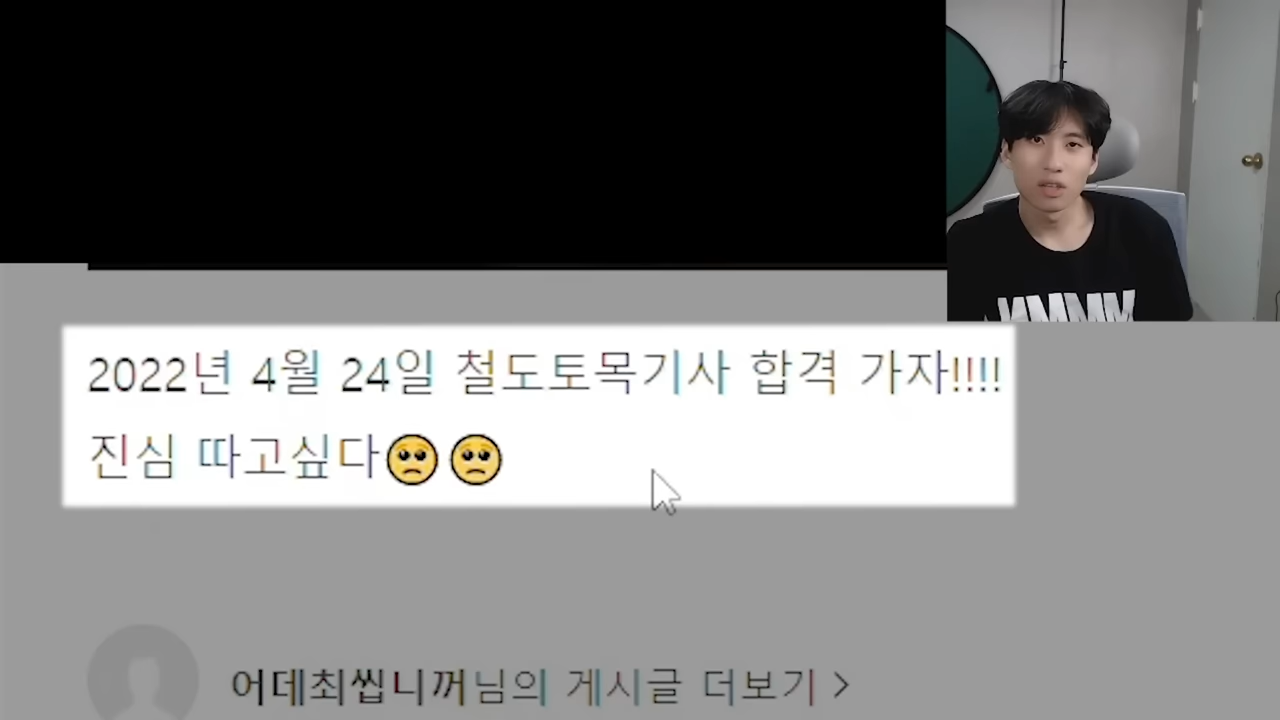 2022년 4월 24일 철도토목기사 합격 가자!!!!
진심 따고싶다🥺🥺
어데최씹니꺼님의 게시글 더보기 >